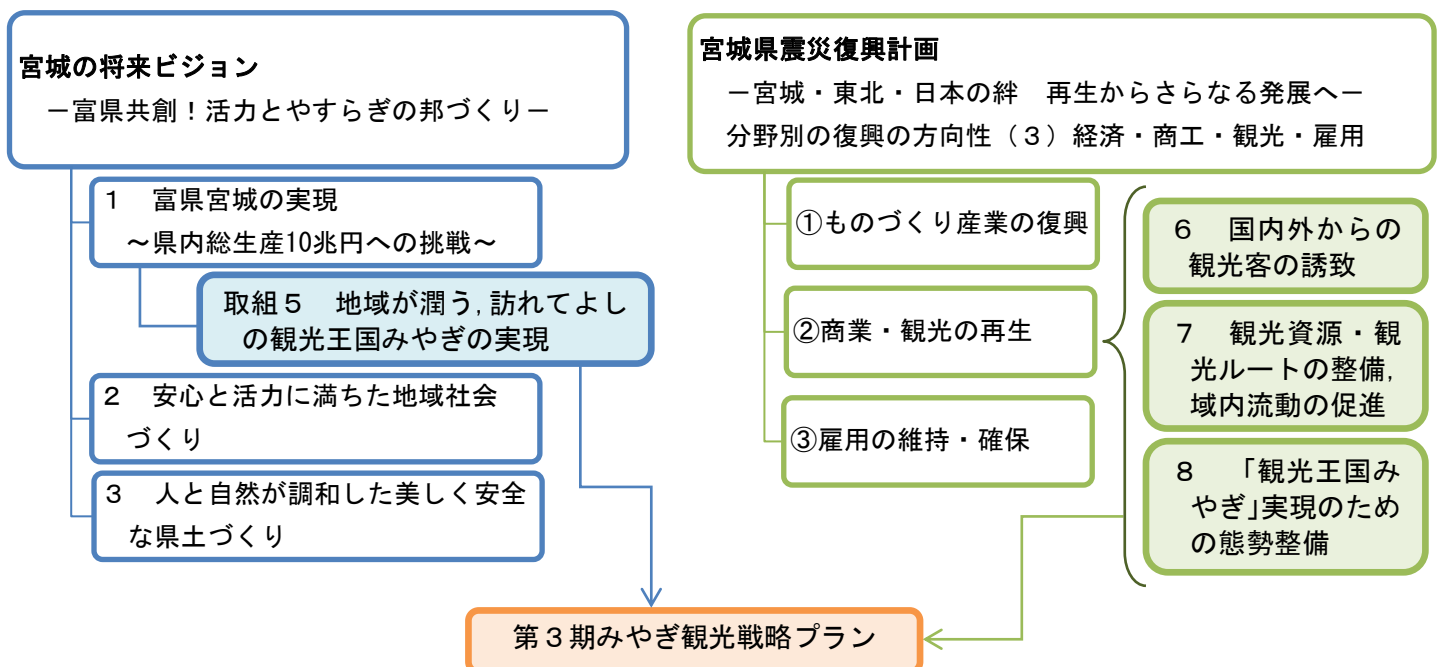 宮城の将来ビジョン
－富県共創！活力とやすらぎの邦づくり－
１　富県宮城の実現
～県内総生産10兆円への挑戦～
取組５　地域が潤う,訪れてよし
の観光王国みやぎの実現
２　安心と活力に満ちた地域社会
づくり
３　人と自然が調和した美しく安全
な県土づくり
宮城県震災復興計画
－宮城・東北・日本の絆　再生からさらなる発展へ－
分野別の復興の方向性（３）経済・商工・観光・雇用
①ものづくり産業の復興
②商業・観光の再生
③雇用の維持・確保
６　国内外からの
観光客の誘致
７　観光資源・観
光ルートの整備,
域内流動の促進
８　「観光王国み
やぎ」実現のため
の態勢整備
第３期みやぎ観光戦略プラン